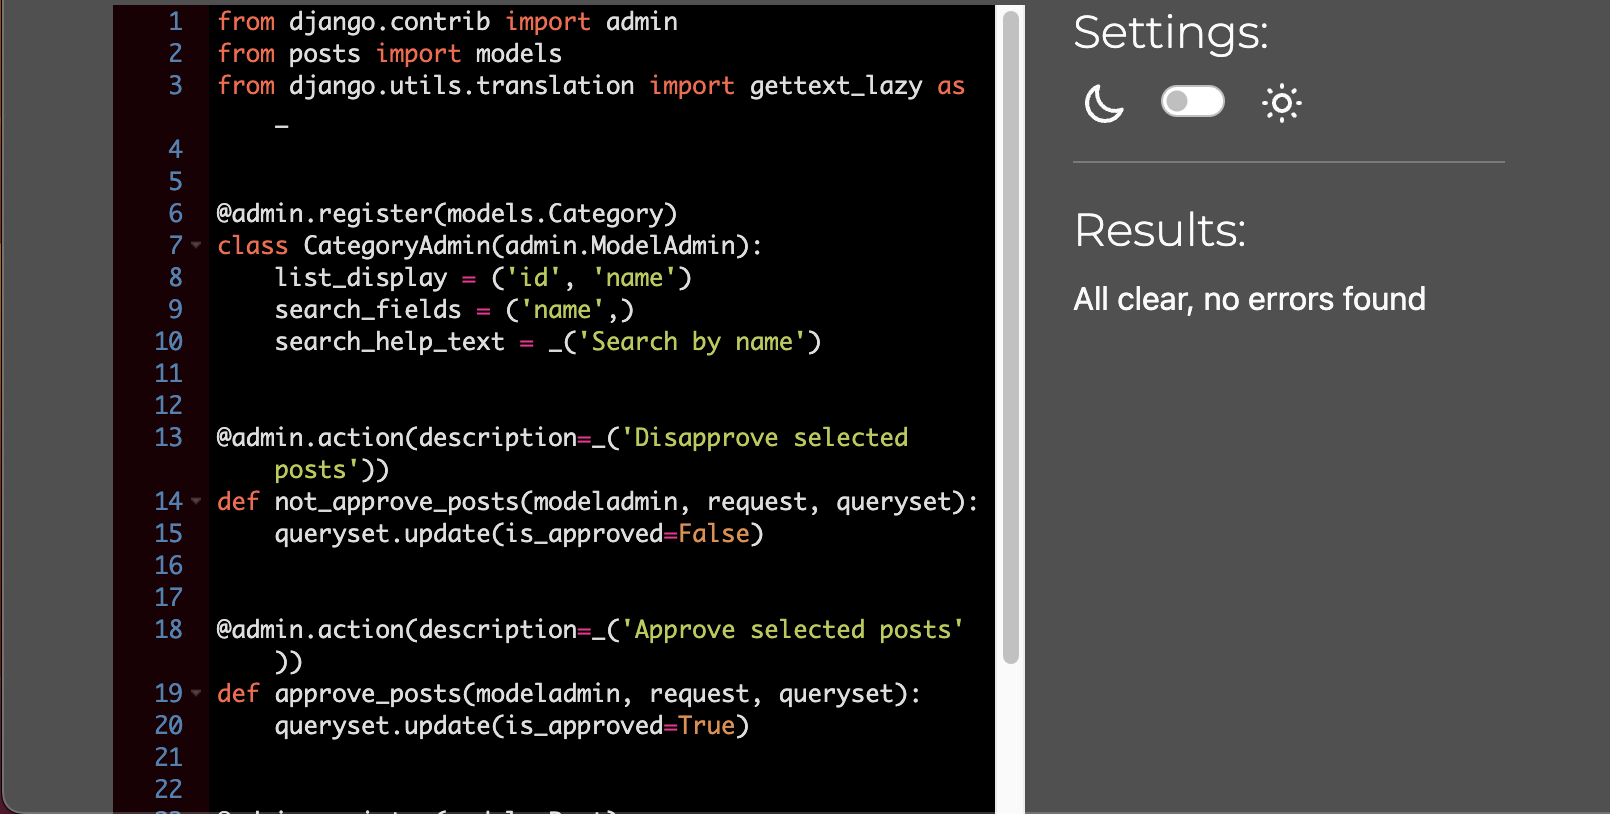 1 from django.contrib import admin
2 from posts import models
3 from django.utils.translation import gettext_lazy as
_
4
5
6 @admin.register(models.Category)
7 class CategoryAdmin(admin.ModelAdmin):
8 list_display = ('id', 'name')
9 search_fields = ('name',)
10 search_help_text = _('Search by name')
11
12
13 @admin.action(description=_('Disapprove selected
posts'))
14 def not_approve_posts(modeladmin, request, queryset):
15 queryset.update(is_approved=False)
16
17
18 @admin.action(description=_('Approve selected posts'
))
19 def approve_posts(modeladmin, request, queryset):
20 queryset.update(is_approved=True)
21
22
Settings:
Results:
All clear, no errors found